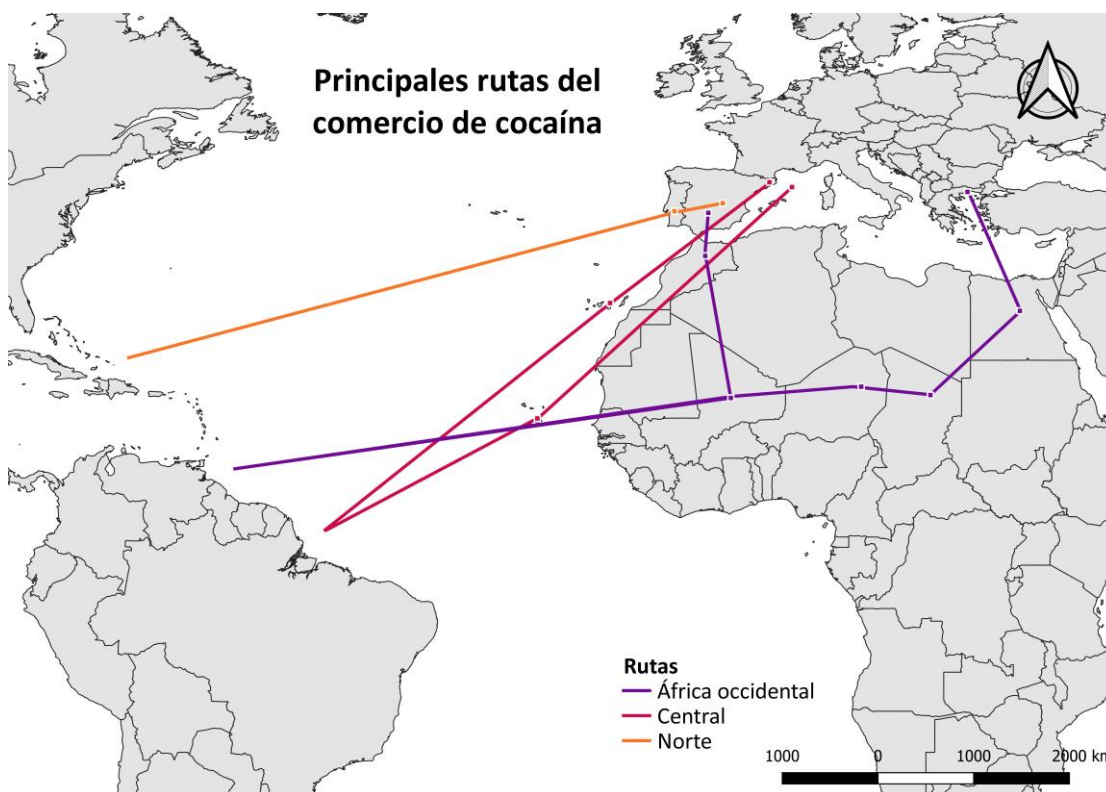 Principales rutas del
comercio de cocaína
Rutas
África occidental
Central
Norte
1000 0 1000 2000 km